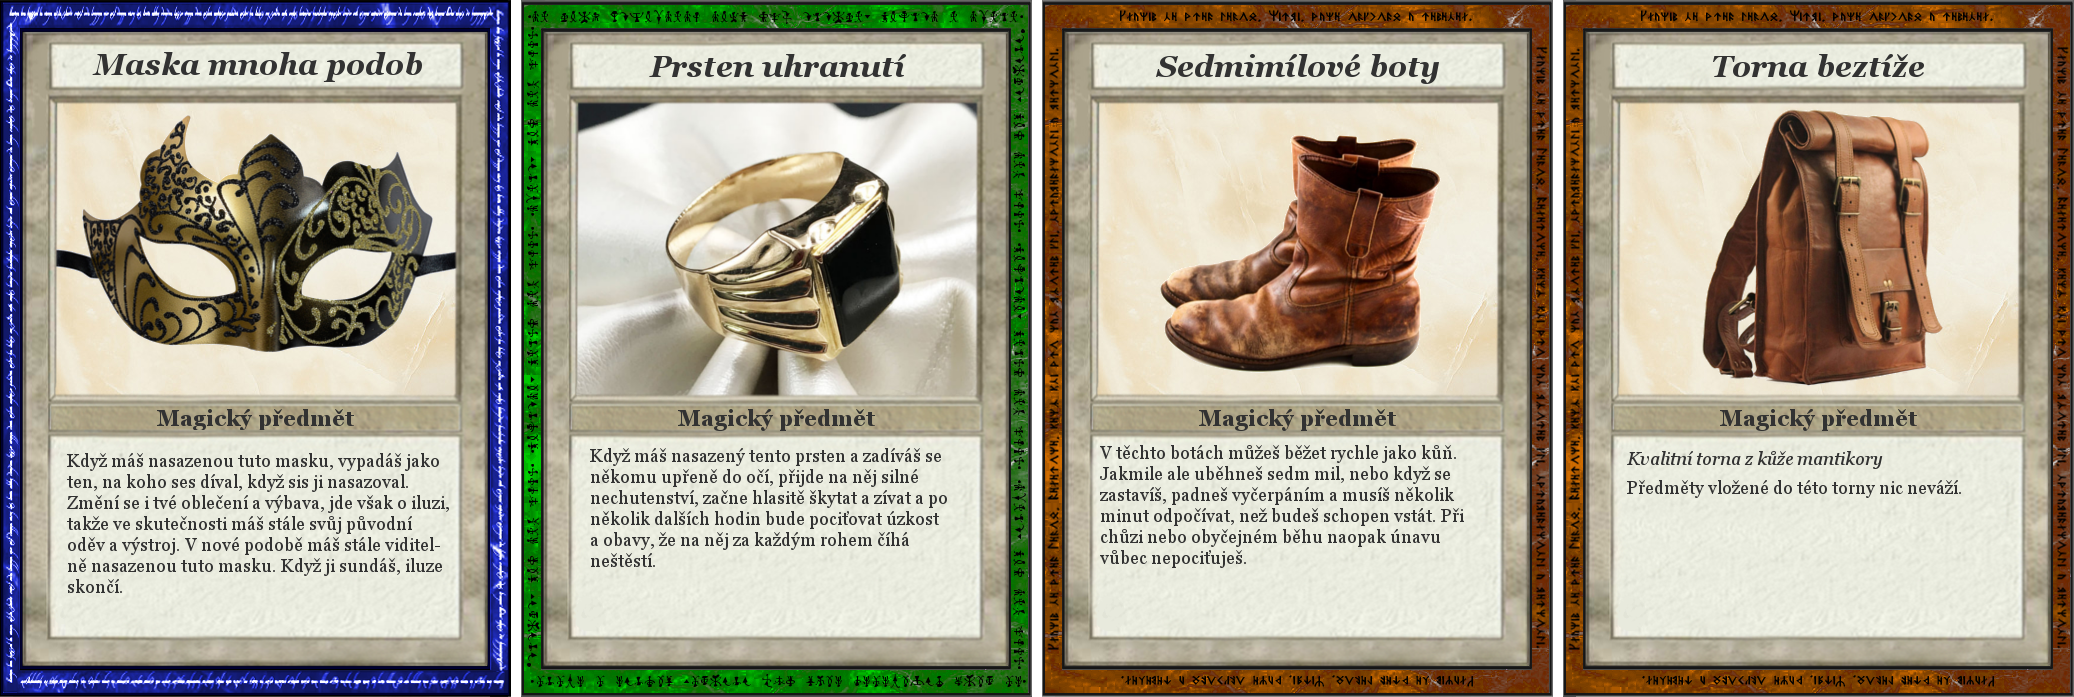 Maska mnoha podob
Magický předmět
Když máš nasazenou tuto masku, vypadáš jako
ten, na koho ses díval, když sis ji nasazoval.
Změní se i tvé oblečení a výbava, jde však o iluzi,
takže ve skutečnosti máš stále svůj původní
oděv a výstroj. V nové podobě máš stále viditel-
ně nasazenou tuto masku. Když ji sundáš, iluze
skončí.
Prsten uhranutí
Magický předmět
Když máš nasazený tento prsten a zadíváš se
někomu upřeně do očí, přijde na něj silné
nechutenství, začne hlasitě škytat a zívat a po
několik dalších hodin bude pociťovat úzkost
a obavy, že na něj za každým rohem číhá
neštěstí.
Sedmimílové boty
Magický předmět
V těchto botách můžeš běžet rychle jako kůň.
Jakmile ale uběhneš sedm mil, nebo když se
zastavíš, padneš vyčerpáním a musíš několik
minut odpočívat, než budeš schopen vstát. Při
chůzi nebo obyčejném běhu naopak únavu
vůbec nepociťuješ.
Torna beztíže
Magický předmět
Kvalitní torna z kůže mantikory
Předměty vložené do této torny nic neváží.